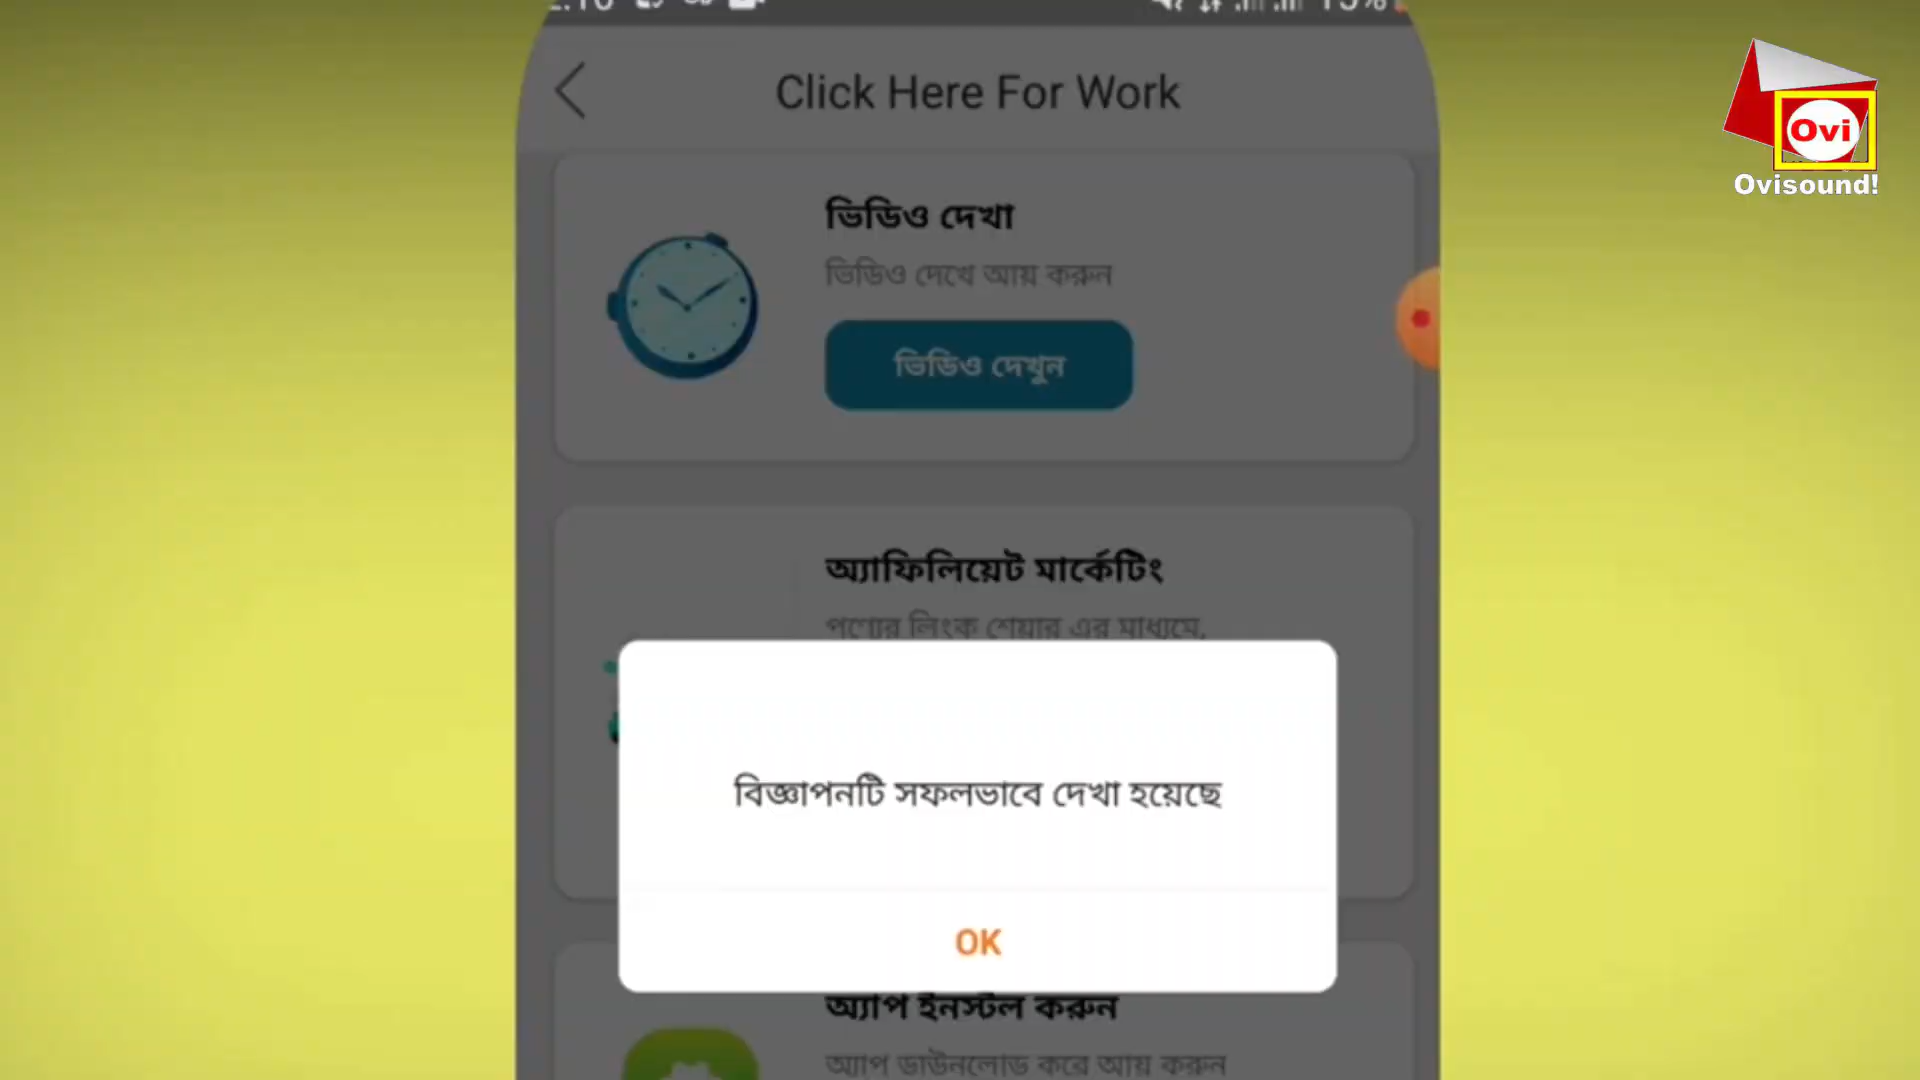 Click Here For Work
Ovi
Ovisound!
ভিডিও দেখা
ভিডিও দেখে আয় করুন
ভিডিও দেখুন
অ্যাফিলিয়েট মার্কেটিং
পণ্যের লিংক শেয়ার এর মাধ্যমে,
বিজ্ঞাপনটি সফলভাবে দেখা হয়েছে
OK
অ্যাপ ইনস্টল করুন
অ্যাপ ডাউনলোড করে আয় করুন